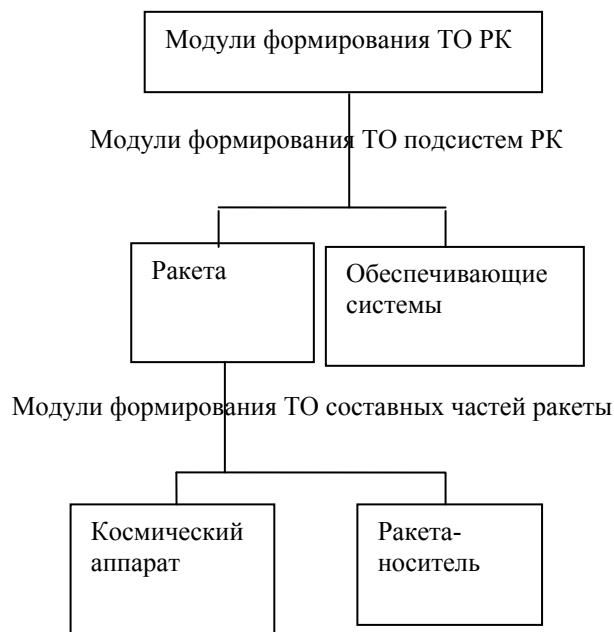 Модули формирования ТО РК
Модули формирования ТО подсистем РК
Ракета
Обеспечивающие
системы
Модули формирования ТО составных частей ракеты
Космический
аппарат
Ракета-
носитель